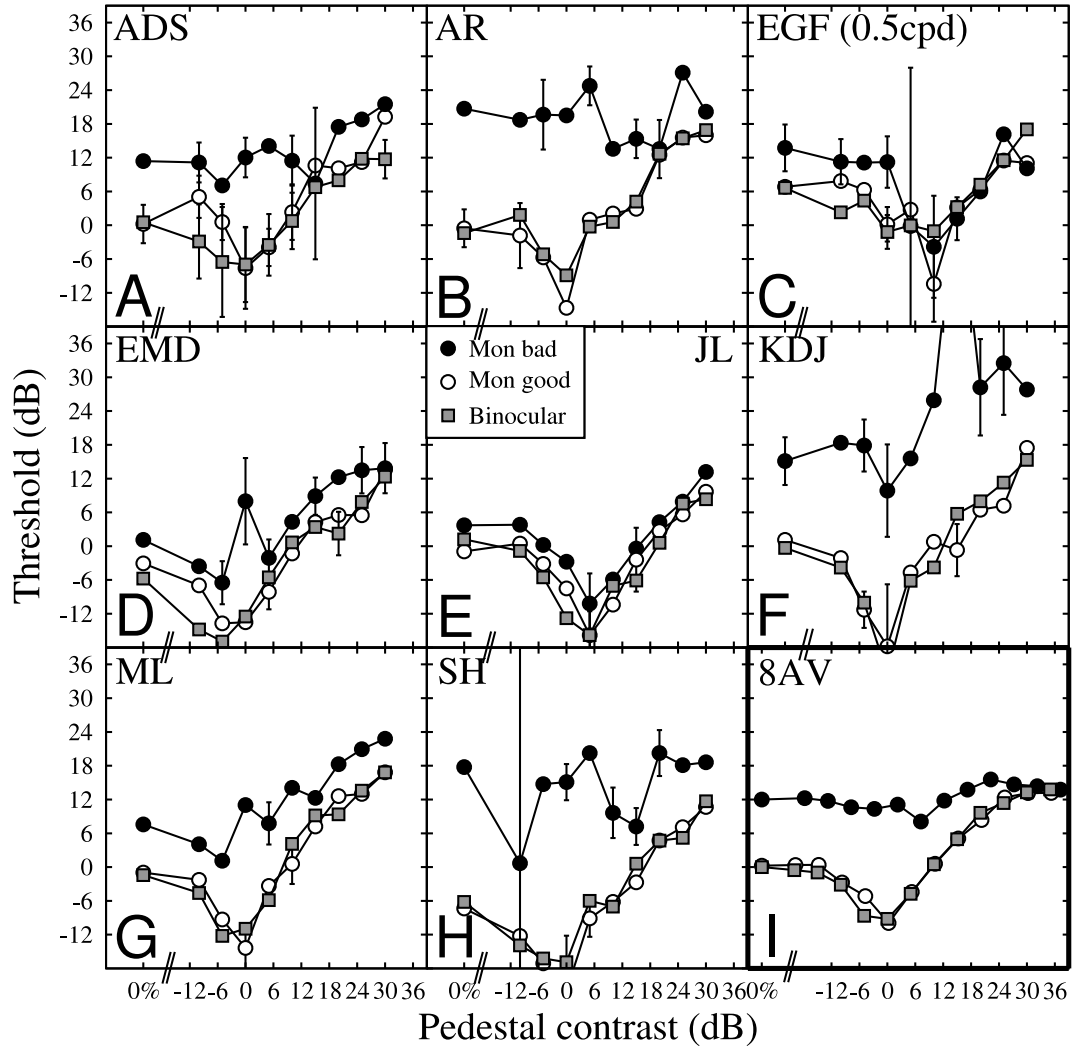 ADS
AR
EGF (0.5cpd)
36
30
24
18
12
6
0
-6
-12
A
B
C
EMD
Mon bad
Mon good
Binocular
JL
KDJ
36
30
24
18
12
6
0
-6
-12
D
E
F
Threshold (dB)
ML
SH
8AV
36
30
24
18
12
6
0
-6
-12
G
H
I
0% -12 -6 0 6 12 18 24 30 36
0% -12 -6 0 6 12 18 24 30 36
0% -12 -6 0 6 12 18 24 30 36
Pedestal contrast (dB)